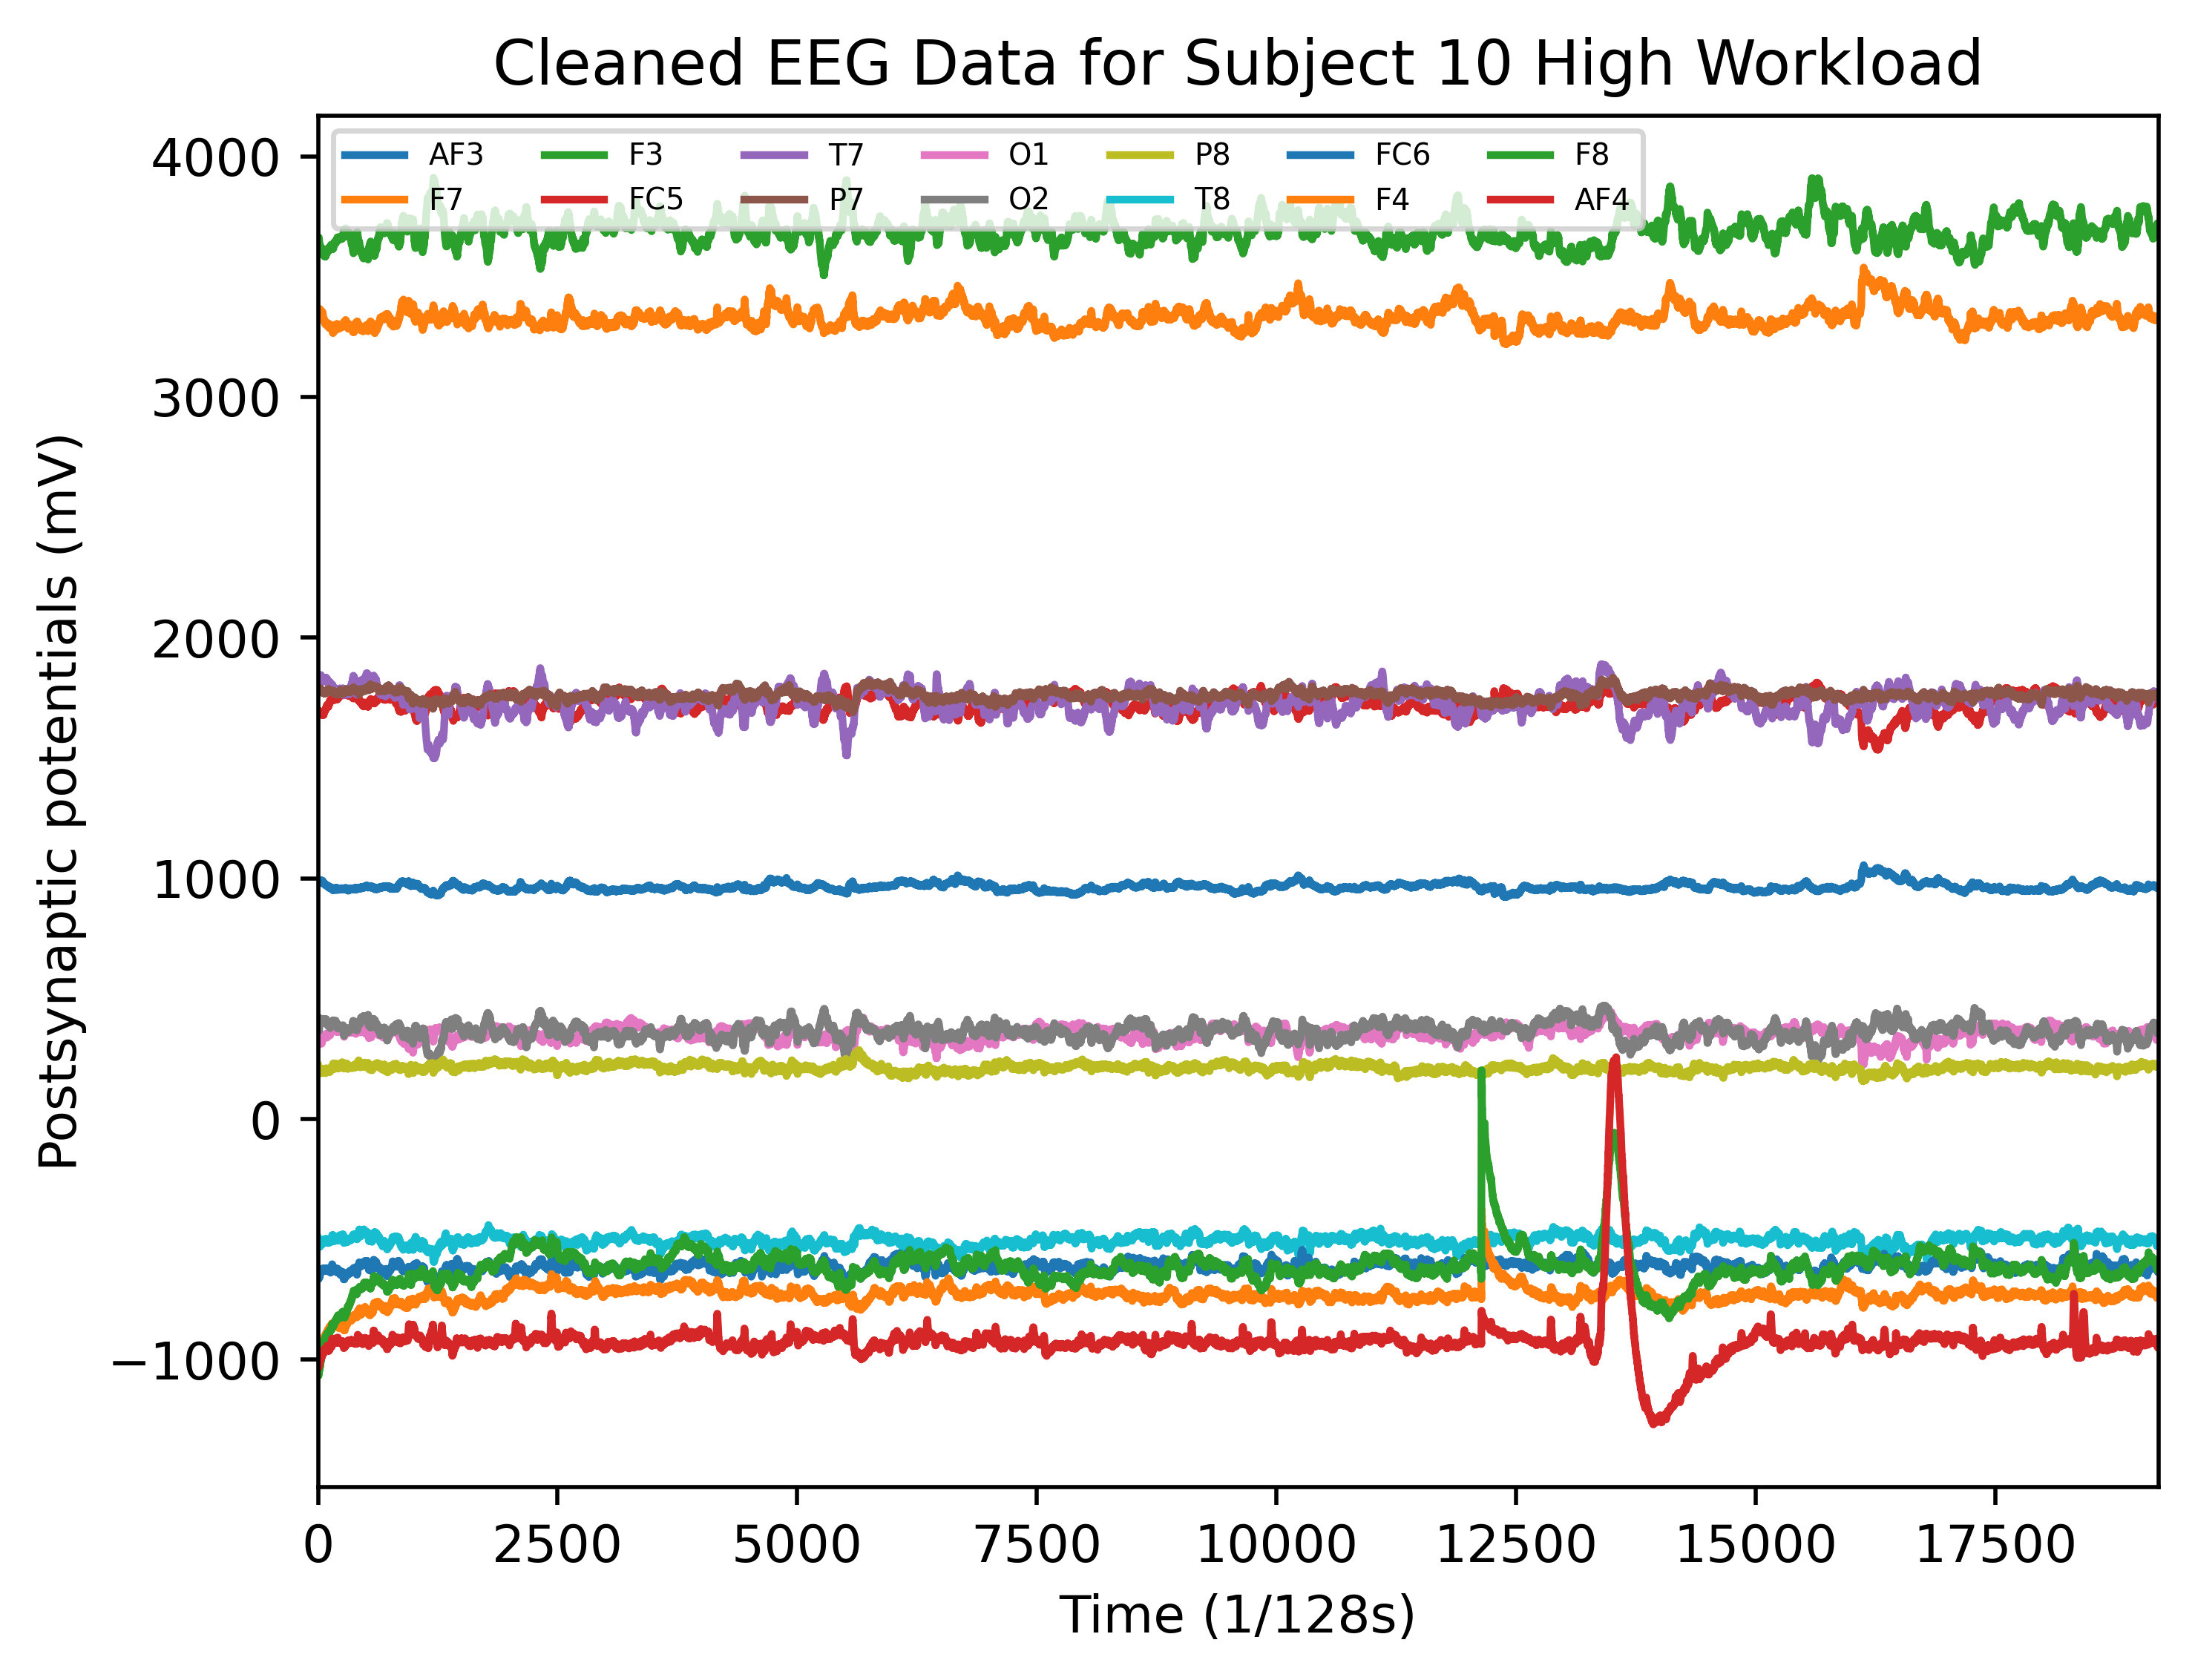 Cleaned EEG Data for Subject 10 High Workload
AF3 F3 T7 O1 P8 FC6 F8
F7 FC5 P7 O2 T8 F4 AF4
4000
3000
2000
1000
0
−1000
Postsynaptic potentials (mV)
0 2500 5000 7500 10000 12500 15000 17500
Time (1/128s)